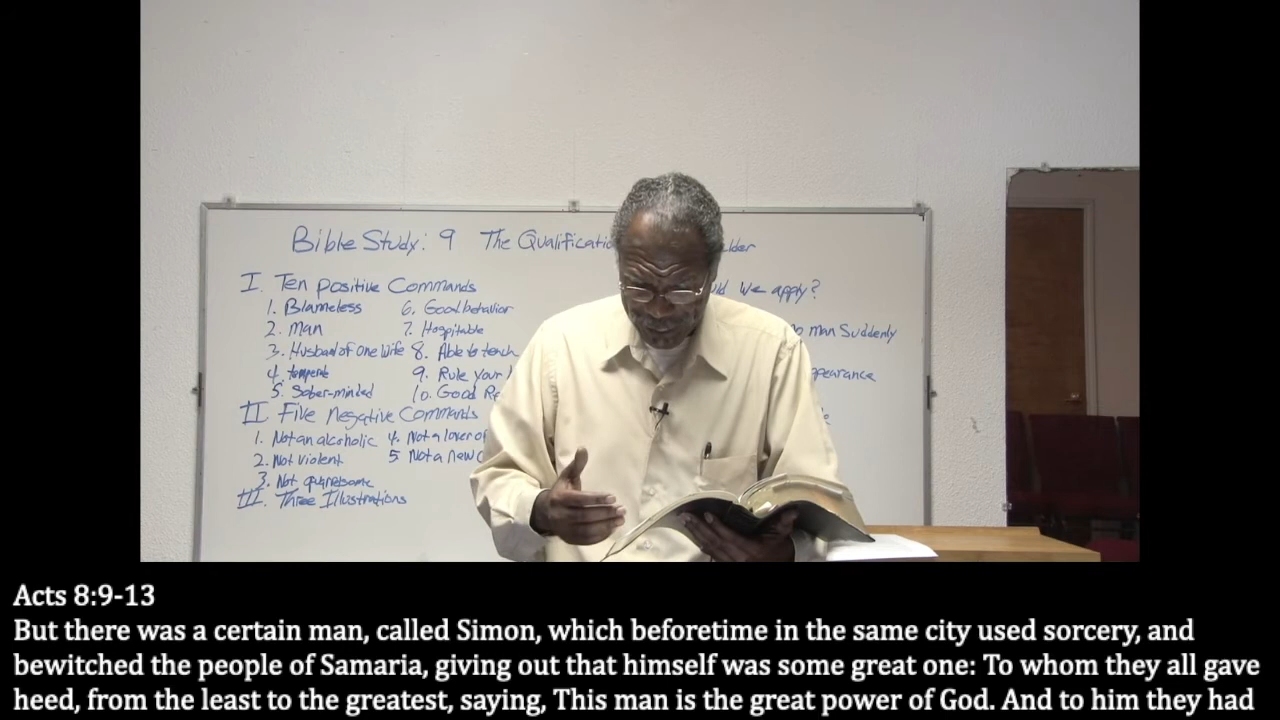 Bible Study: 9 The Qualificatio lder
I. Ten positive Commands
1. Blameless 6. Good behavior
2. Man 7. Hospitable
3. Husband of one wife 8. Able to teach
4. temperate 9. Rule your
5. Sober-minded 10. Good Re
II Five Negative Commands
1. Not an alcoholic 4. Not a lover of
2. Not violent 5 Not a new
3. Not quarrelsome
III. Three Illustrations
uld we apply?
man Suddenly
ppearance
Acts 8:9-13
But there was a certain man, called Simon, which beforetime in the same city used sorcery, and
bewitched the people of Samaria, giving out that himself was some great one: To whom they all gave
heed, from the least to the greatest, saying, This man is the great power of God. And to him they had